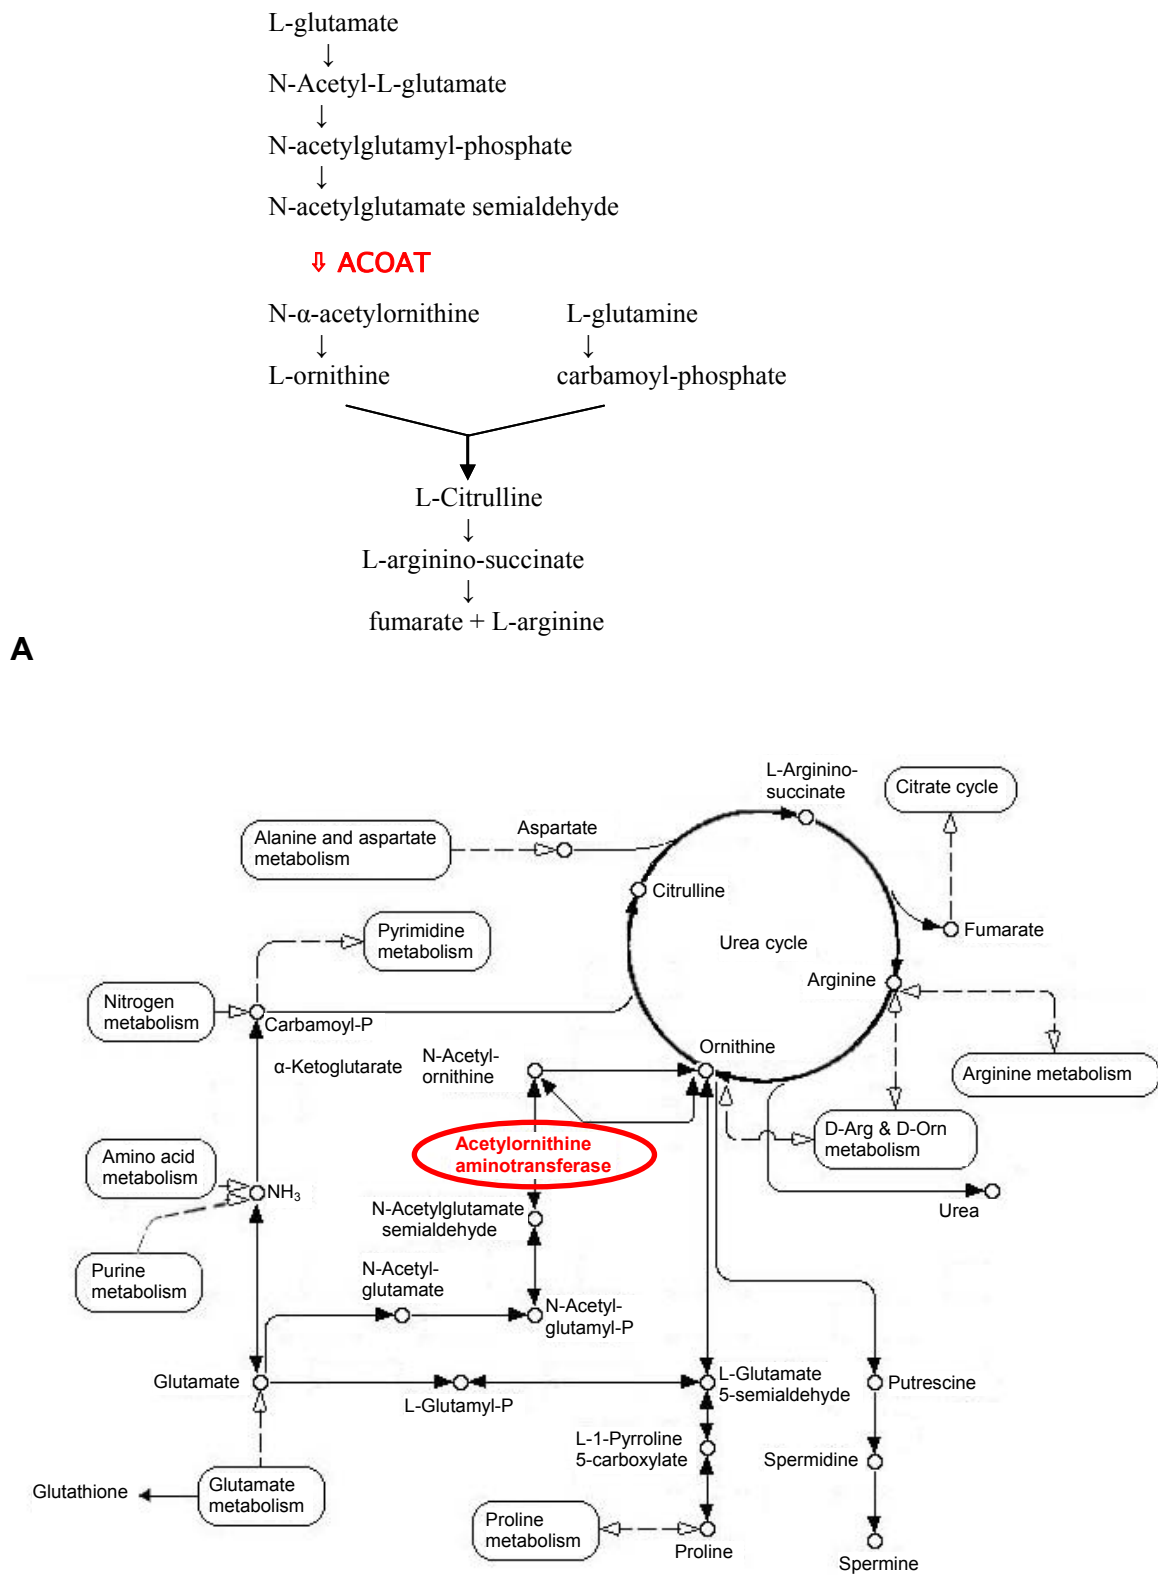 L-glutamate
↓
N-Acetyl-L-glutamate
↓
N-acetylglutamyl-phosphate
↓
N-acetylglutamate semialdehyde
⇩ ACOAT
N-α-acetylornithine
L-glutamine
↓
↓
L-ornithine
carbamoyl-phosphate
L-Citrulline
↓
L-arginino-succinate
↓
fumarate + L-arginine
A
L-Arginino-
succinate
Citrate cycle
Alanine and aspartate
metabolism
Aspartate
Citrulline
Fumarate
Pyrimidine
metabolism
Urea cycle
Arginine
Nitrogen
metabolism
Carbamoyl-P
α-Ketoglutarate
N-Acetyl-
ornithine
Ornithine
Arginine metabolism
Acetylornithine
aminotransferase
D-Arg & D-Orn
metabolism
Amino acid
metabolism
NH₃
Urea
N-Acetylglutamate
semialdehyde
Purine
metabolism
N-Acetyl-
glutamate
N-Acetyl-
glutamyl-P
Glutamate
L-Glutamyl-P
L-Glutamate
5-semialdehyde
Putrescine
L-1-Pyrroline
5-carboxylate
Spermidine
Glutathione
Glutamate
metabolism
Proline
metabolism
Proline
Spermine